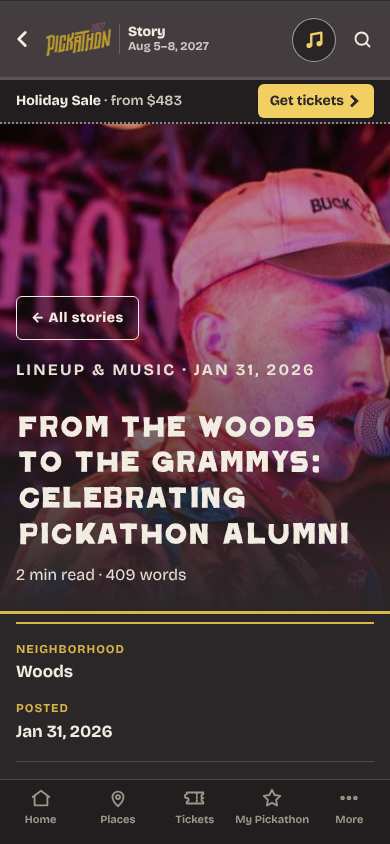 PICKATHON
Story
Aug 5–8, 2027
Holiday Sale · from $483
Get tickets
BUCK
← All stories
LINEUP & MUSIC · JAN 31, 2026
FROM THE WOODS
TO THE GRAMMYS:
CELEBRATING
PICKATHON ALUMNI
2 min read · 409 words
NEIGHBORHOOD
Woods
POSTED
Jan 31, 2026
Home
Places
Tickets
My Pickathon
More